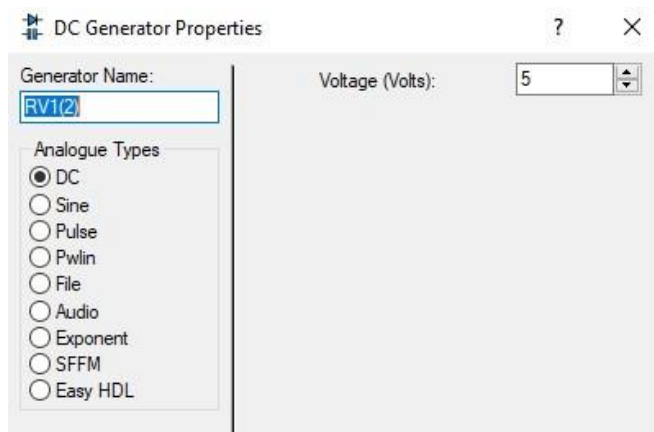 DC Generator Properties
?
Generator Name:
RV1(2)
Analogue Types
DC
Sine
Pulse
Pwlin
File
Audio
Exponent
SFFM
Easy HDL
Voltage (Volts):
5